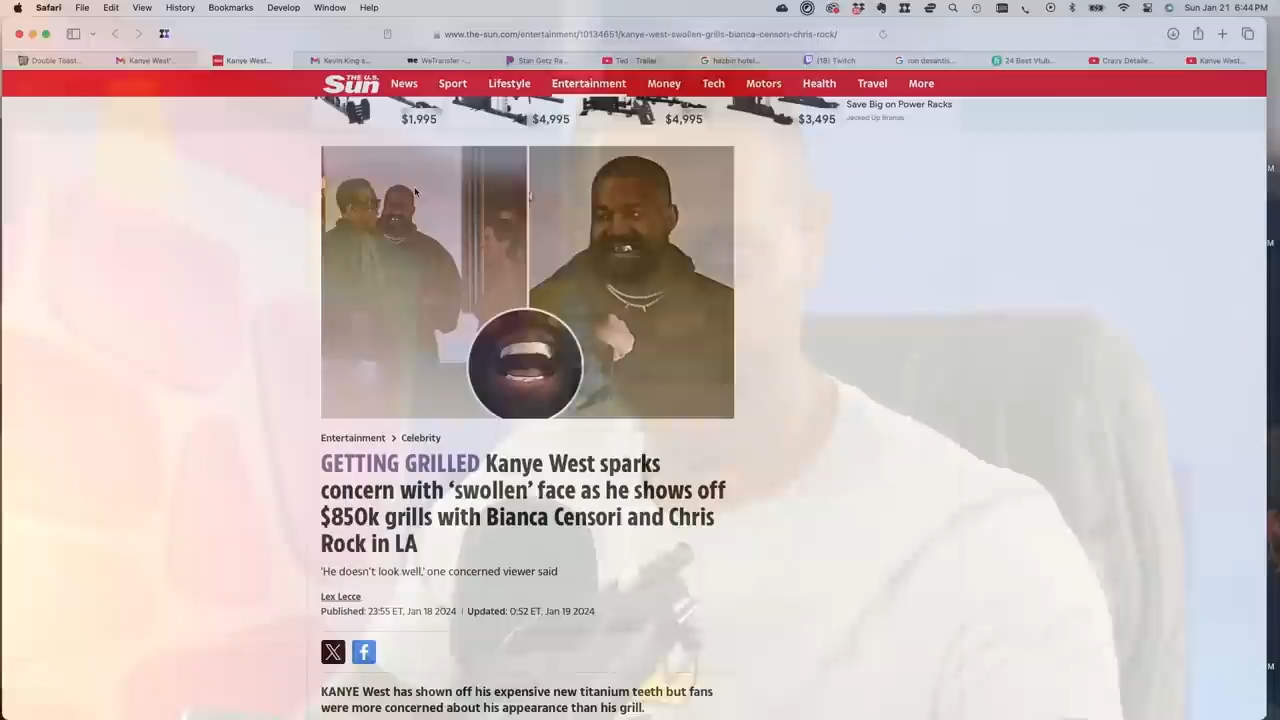 Safari File Edit View History Bookmarks Develop Window Help
Sun Jan 21 6:44 PM
www.the-sun.com/entertainment/10134651/kanye-west-swollen-grills-bianca-censori-chris-rock/
Double Toast... Kanye West'... Kanye West... Kevin King s... WeTransfer -... Stan Getz Ra... Ted Trailer hazbin hotel... (18) Twitch ron desantis... 24 Best Vtub... Crazy Detaile... Kanye West...
THE U.S. Sun News Sport Lifestyle Entertainment Money Tech Motors Health Travel More
$1,995 $4,995 $4,995 $3,495
Save Big on Power Racks
Jacked Up Brands
Entertainment > Celebrity
GETTING GRILLED Kanye West sparks
concern with ‘swollen’ face as he shows off
$850k grills with Bianca Censori and Chris
Rock in LA
'He doesn't look well,' one concerned viewer said
Lex Lecce
Published: 23:55 ET, Jan 18 2024 | Updated: 0:52 ET, Jan 19 2024
KANYE West has shown off his expensive new titanium teeth but fans
were more concerned about his appearance than his grill.